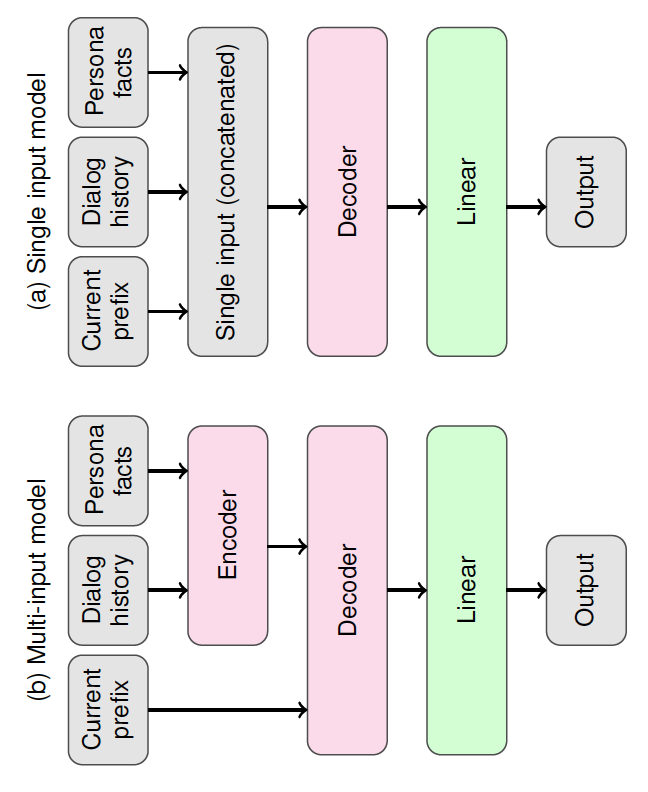 (a) Single input model
Persona
facts
Dialog
history
Current
prefix
Single input (concatenated)
Decoder
Linear
Output
(b) Multi-input model
Persona
facts
Dialog
history
Current
prefix
Encoder
Decoder
Linear
Output